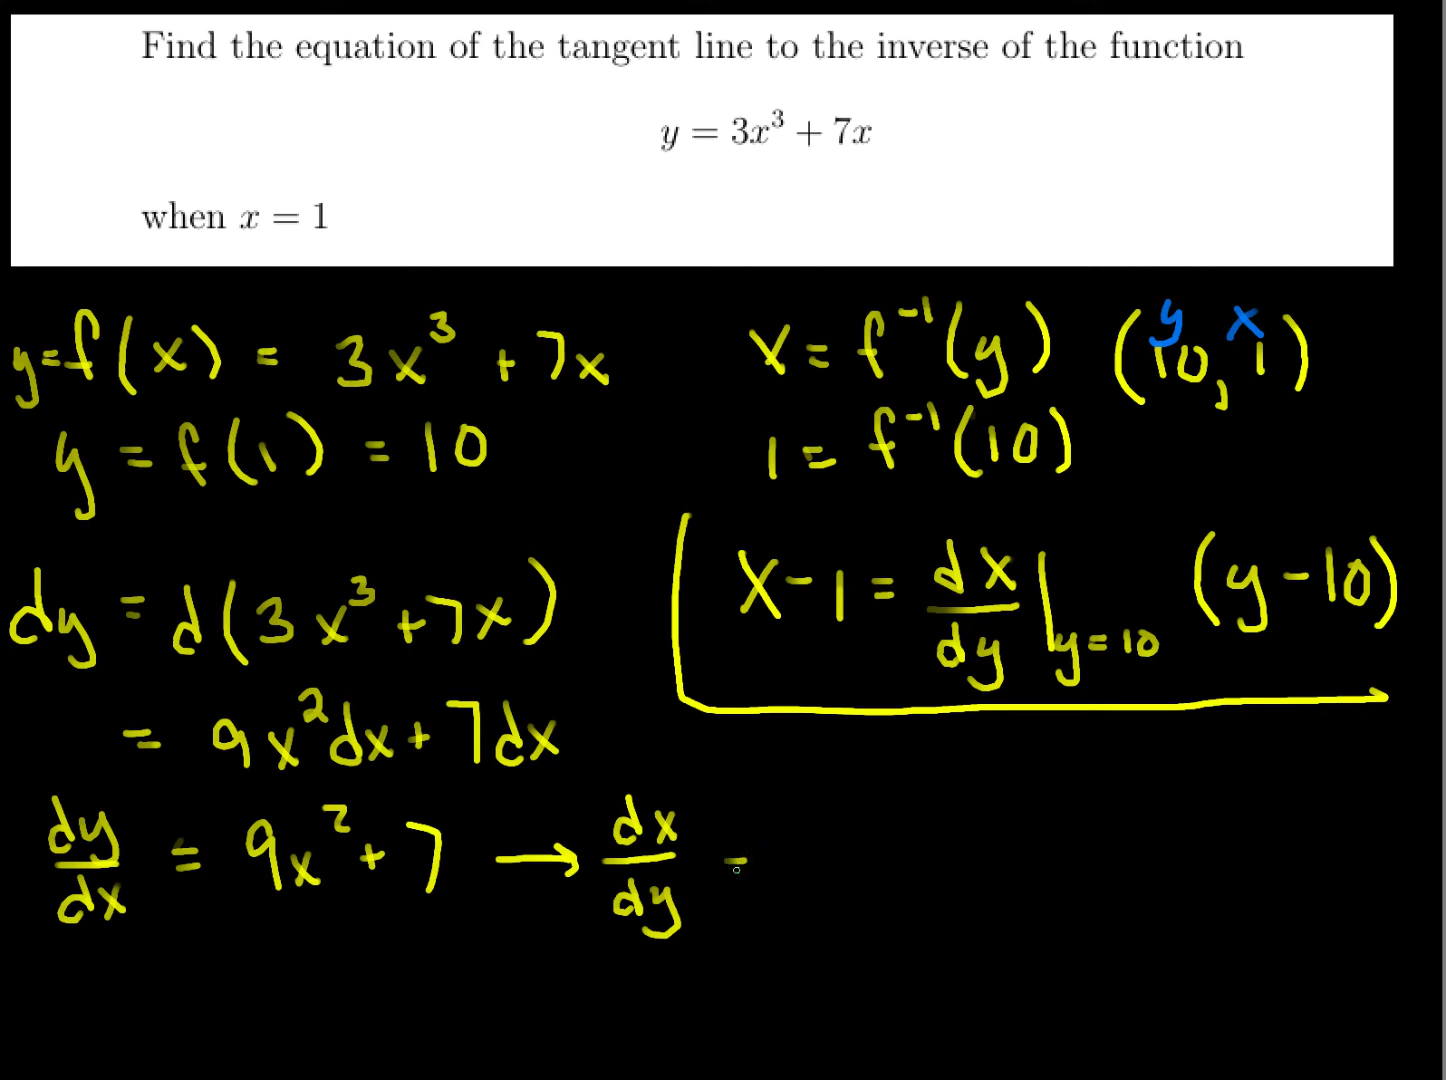 Find the equation of the tangent line to the inverse of the function
y = 3x³ + 7x
when x = 1
y=f(x) = 3x³ + 7x
y = f(1) = 10
x = f⁻¹(y) (10, 1)
y x
1 = f⁻¹(10)
x - 1 = dx/dy |y=10 (y - 10)
dy = d(3x³ + 7x)
= 9x²dx + 7dx
dy/dx = 9x² + 7 → dx/dy =